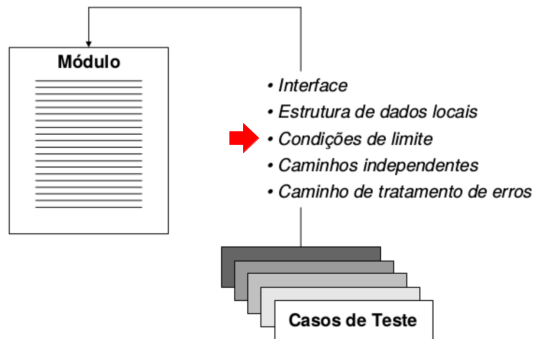 Módulo
• Interface
• Estrutura de dados locais
• Condições de limite
• Caminhos independentes
• Caminho de tratamento de erros
Casos de Teste